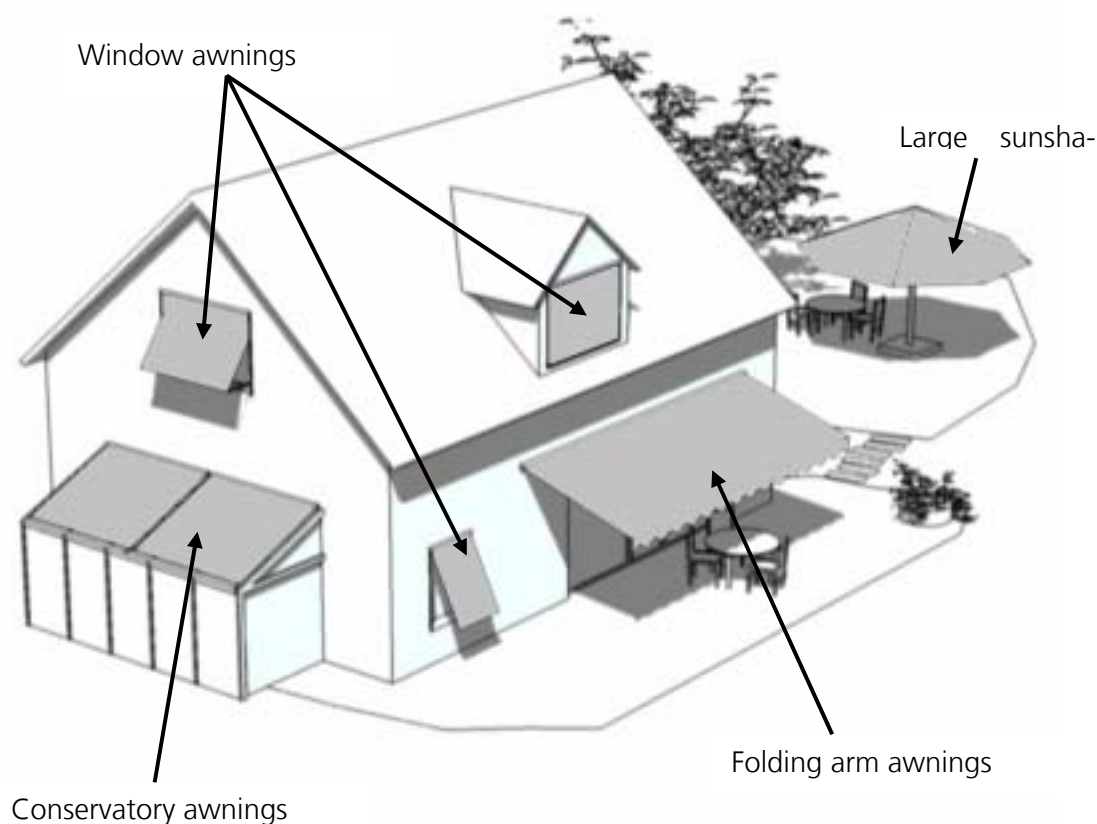 Window awnings
Large sunsha-
Folding arm awnings
Conservatory awnings